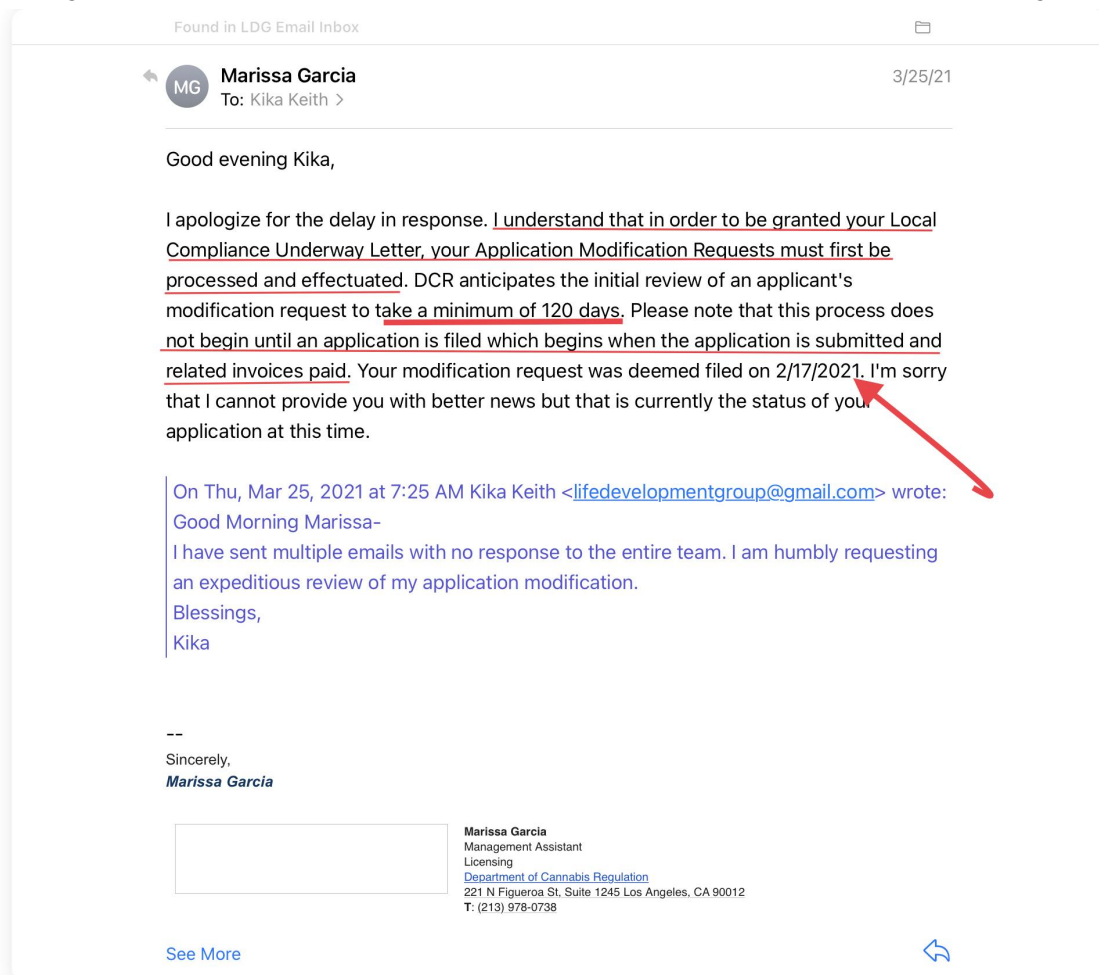 Found in LDG Email Inbox
MG
Marissa Garcia
3/25/21
To: Kika Keith >
Good evening Kika,
I apologize for the delay in response. I understand that in order to be granted your Local
Compliance Underway Letter, your Application Modification Requests must first be
processed and effectuated. DCR anticipates the initial review of an applicant's
modification request to take a minimum of 120 days. Please note that this process does
not begin until an application is filed which begins when the application is submitted and
related invoices paid. Your modification request was deemed filed on 2/17/2021. I'm sorry
that I cannot provide you with better news but that is currently the status of your
application at this time.
On Thu, Mar 25, 2021 at 7:25 AM Kika Keith <lifedevelopmentgroup@gmail.com> wrote:
Good Morning Marissa-
I have sent multiple emails with no response to the entire team. I am humbly requesting
an expeditious review of my application modification.
Blessings,
Kika
--
Sincerely,
Marissa Garcia
Marissa Garcia
Management Assistant
Licensing
Department of Cannabis Regulation
221 N Figueroa St, Suite 1245 Los Angeles, CA 90012
T: (213) 978-0738
See More